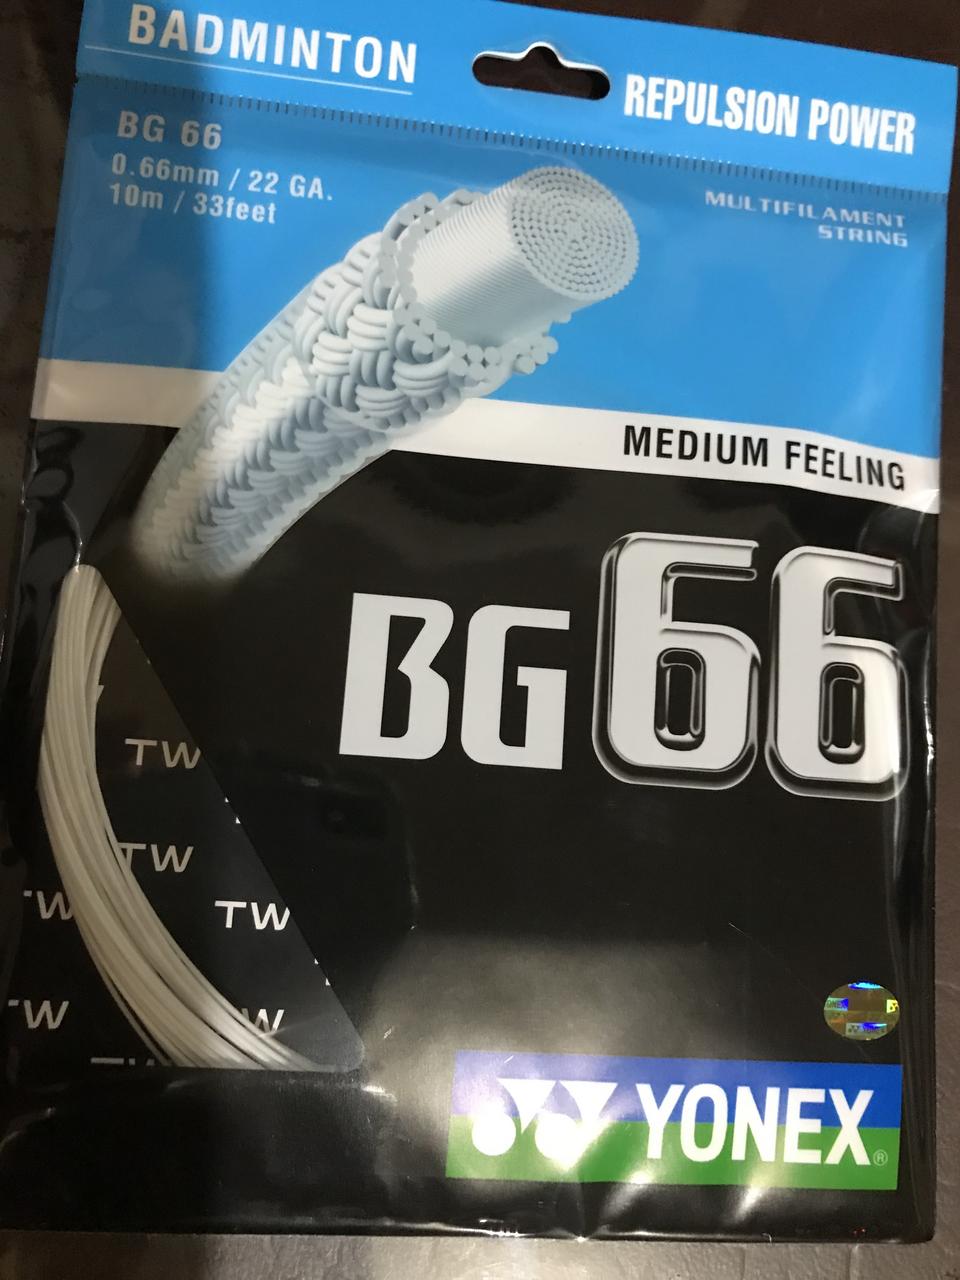 BADMINTON
REPULSION POWER
BG 66
0.66mm / 22 GA.
10m / 33feet
MULTIFILAMENT
STRING
MEDIUM FEELING
BG 66
TW
TW
TW
TW
TW
YONEX®